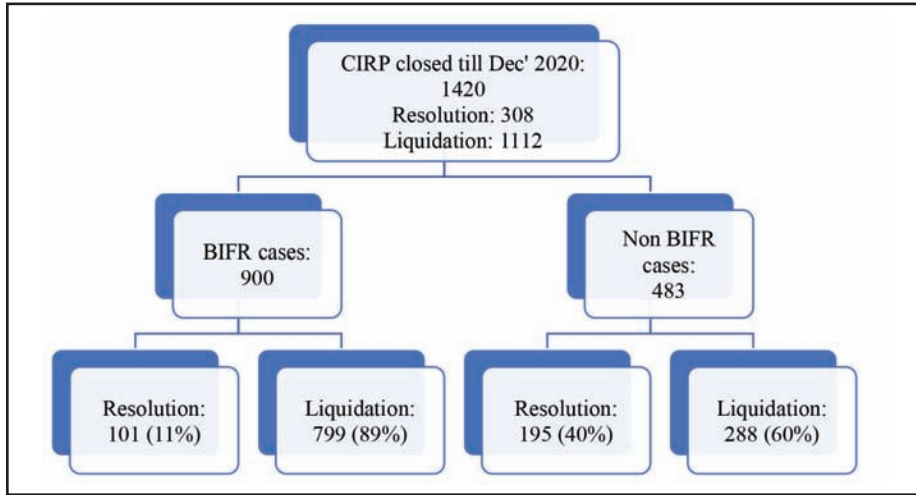 CIRP closed till Dec' 2020:
1420
Resolution: 308
Liquidation: 1112
BIFR cases:
900
Non BIFR
cases:
483
Resolution:
101 (11%)
Liquidation:
799 (89%)
Resolution:
195 (40%)
Liquidation:
288 (60%)